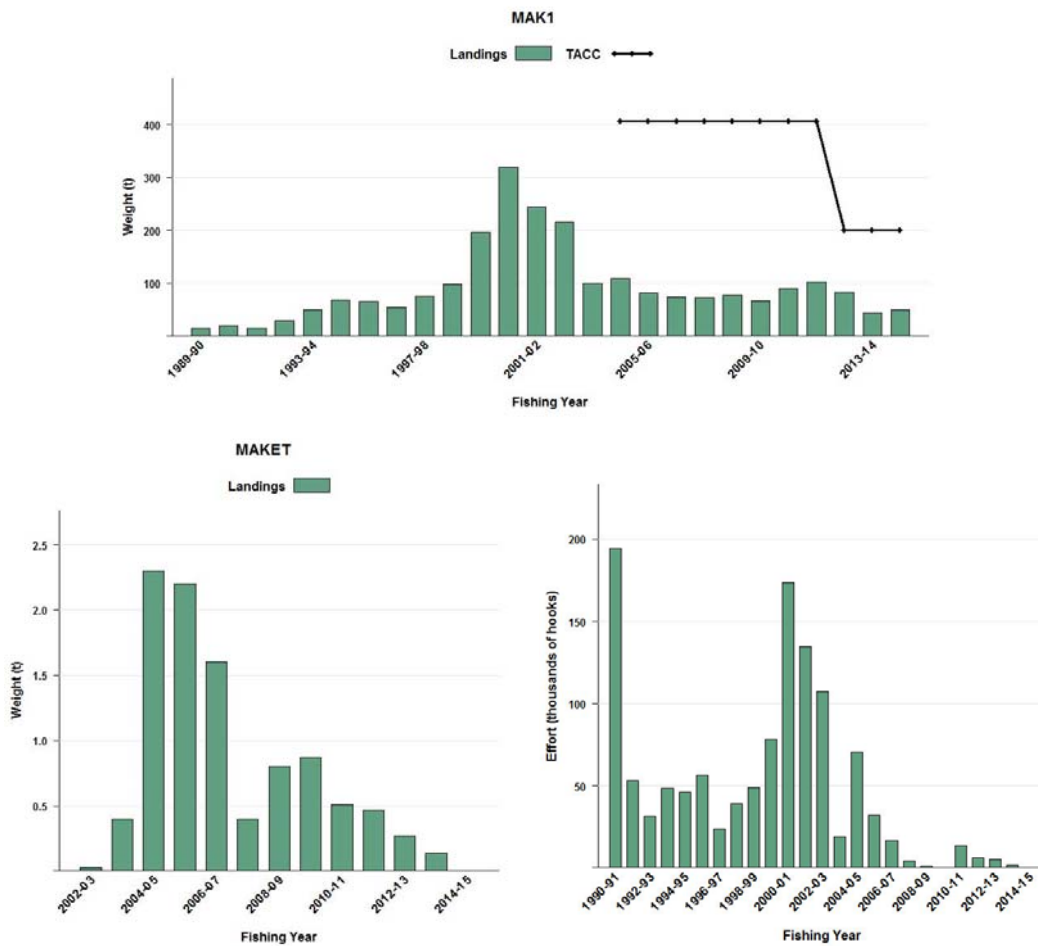 MAK1
Landings TACC
Weight (t)
400
300
200
100
1989-90 1993-94 1997-98 2001-02 2005-06 2009-10 2013-14
Fishing Year
MAKET
Landings
Weight (t)
2.5
2.0
1.5
1.0
0.5
2002-03 2004-05 2006-07 2008-09 2010-11 2012-13 2014-15
Fishing Year
Effort (thousands of hooks)
200
150
100
50
1990-91 1992-93 1994-95 1996-97 1998-99 2000-01 2002-03 2004-05 2006-07 2008-09 2010-11 2012-13 2014-15
Fishing Year